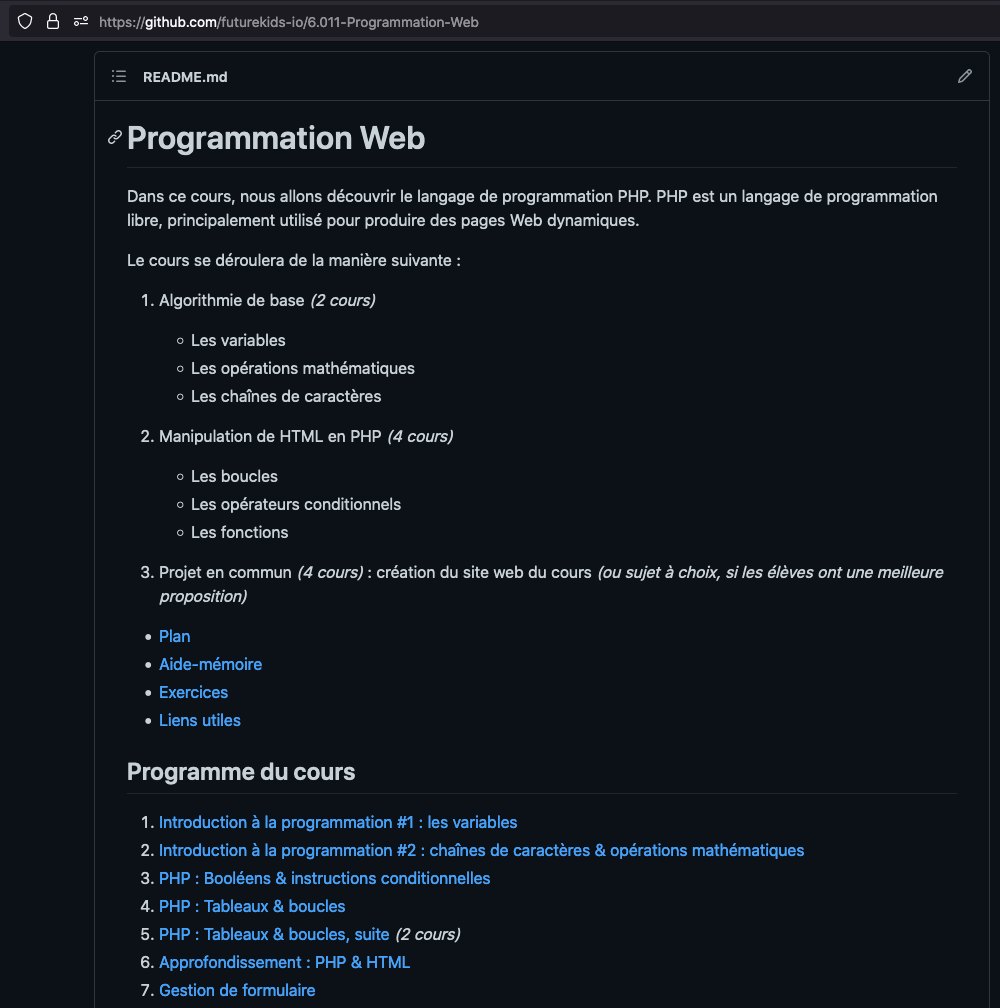 https://github.com/futurekids-io/6.011-Programmation-Web
README.md
Programmation Web
Dans ce cours, nous allons découvrir le langage de programmation PHP. PHP est un langage de programmation
libre, principalement utilisé pour produire des pages Web dynamiques.
Le cours se déroulera de la manière suivante :
1. Algorithmie de base (2 cours)
Les variables
Les opérations mathématiques
Les chaînes de caractères
2. Manipulation de HTML en PHP (4 cours)
Les boucles
Les opérateurs conditionnels
Les fonctions
3. Projet en commun (4 cours) : création du site web du cours (ou sujet à choix, si les élèves ont une meilleure
proposition)
Plan
Aide-mémoire
Exercices
Liens utiles
Programme du cours
1. Introduction à la programmation #1 : les variables
2. Introduction à la programmation #2 : chaînes de caractères & opérations mathématiques
3. PHP : Booléens & instructions conditionnelles
4. PHP : Tableaux & boucles
5. PHP : Tableaux & boucles, suite (2 cours)
6. Approfondissement : PHP & HTML
7. Gestion de formulaire